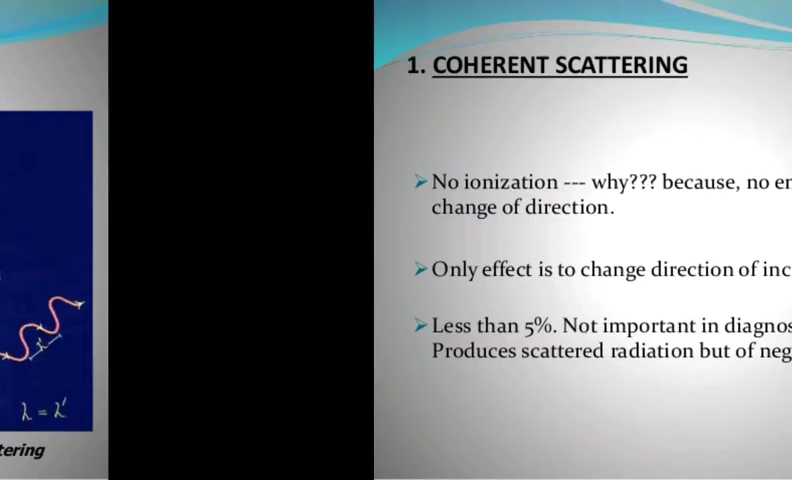 λ'
λ = λ'
tering
1. COHERENT SCATTERING
No ionization --- why??? because, no en
change of direction.
Only effect is to change direction of inc
Less than 5%. Not important in diagnos
Produces scattered radiation but of neg